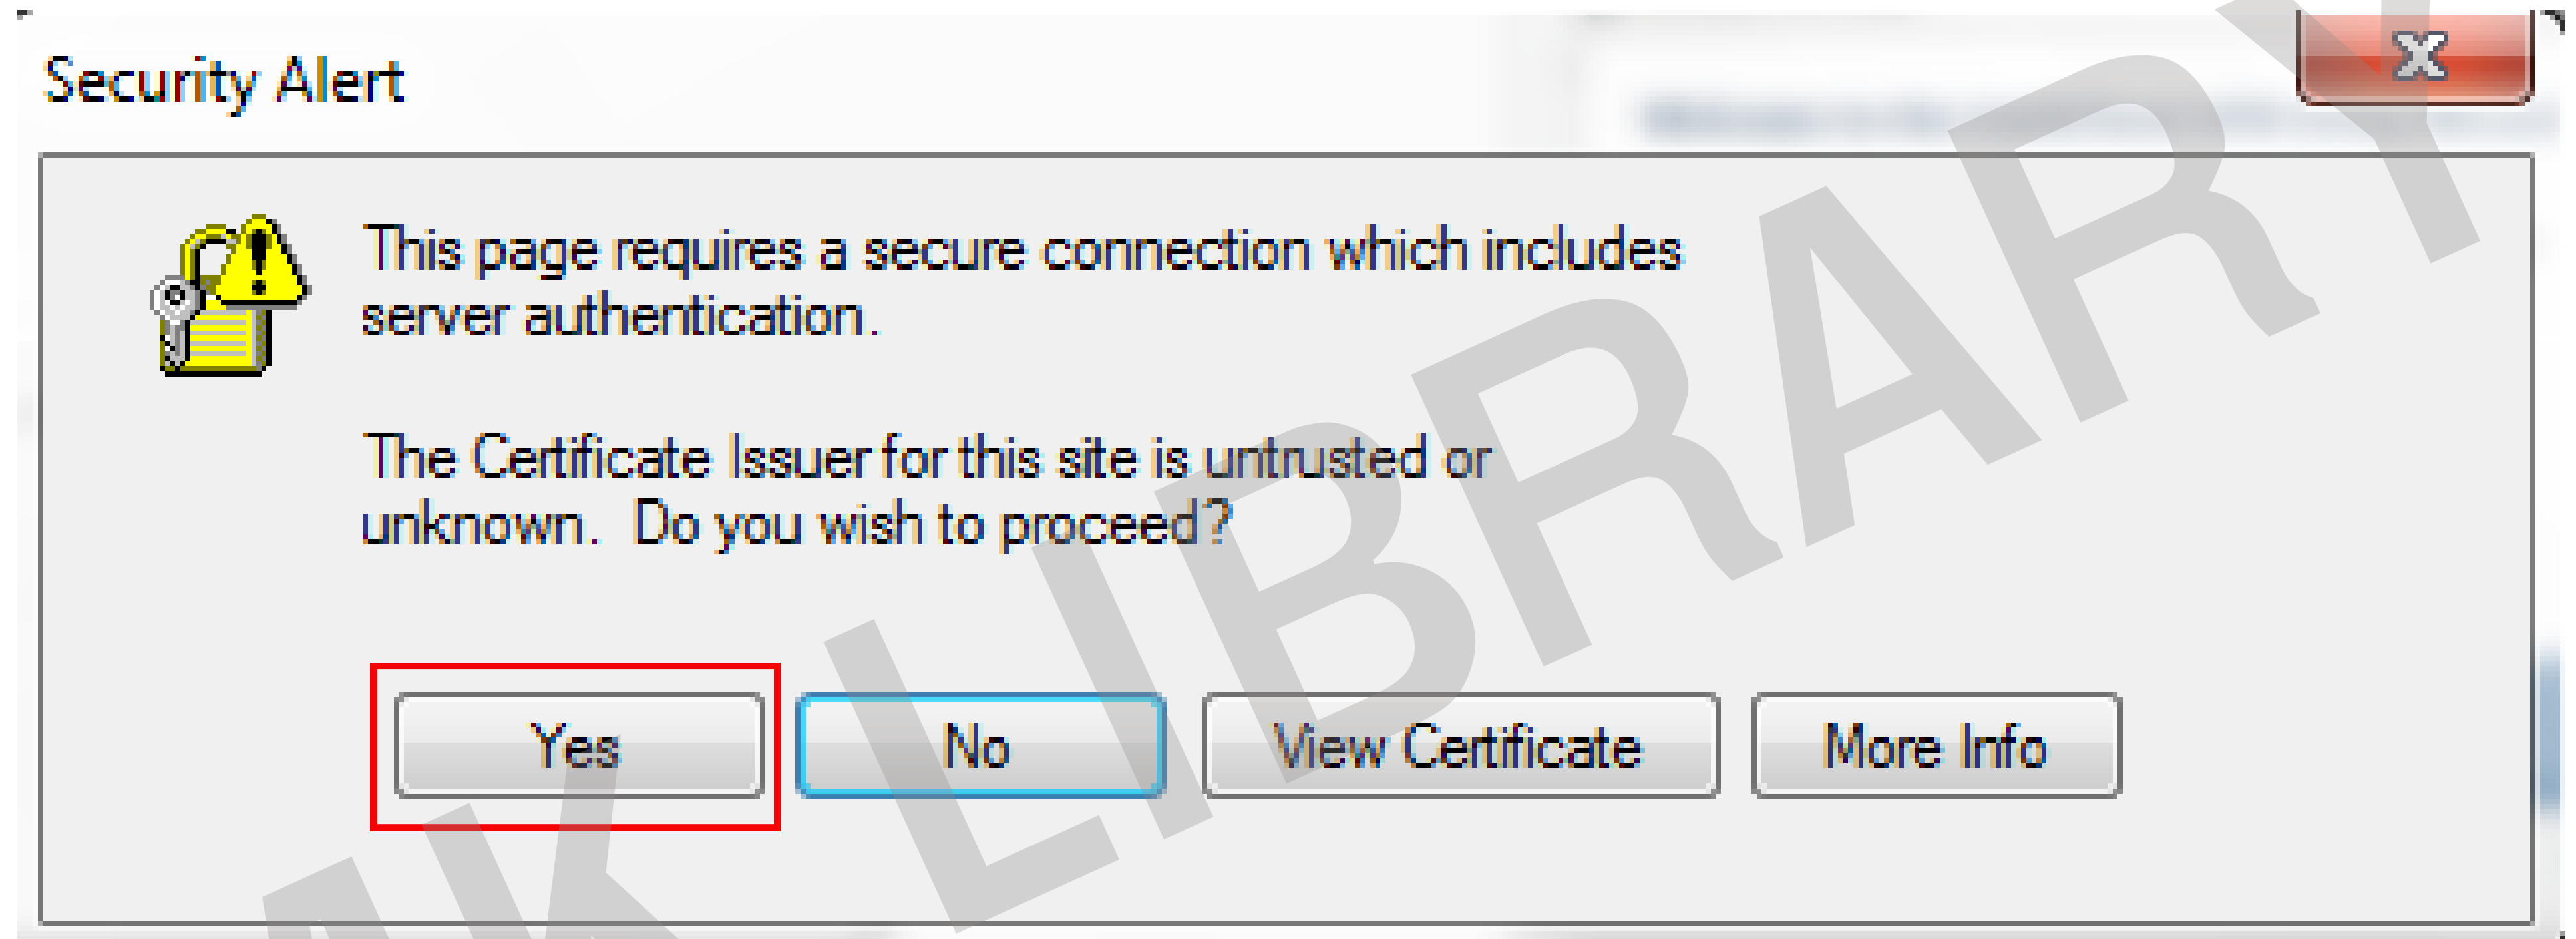 Security Alert
This page requires a secure connection which includes
server authentication.
The Certificate Issuer for this site is untrusted or
unknown. Do you wish to proceed?
Yes
No
View Certificate
More Info
LIBRARY